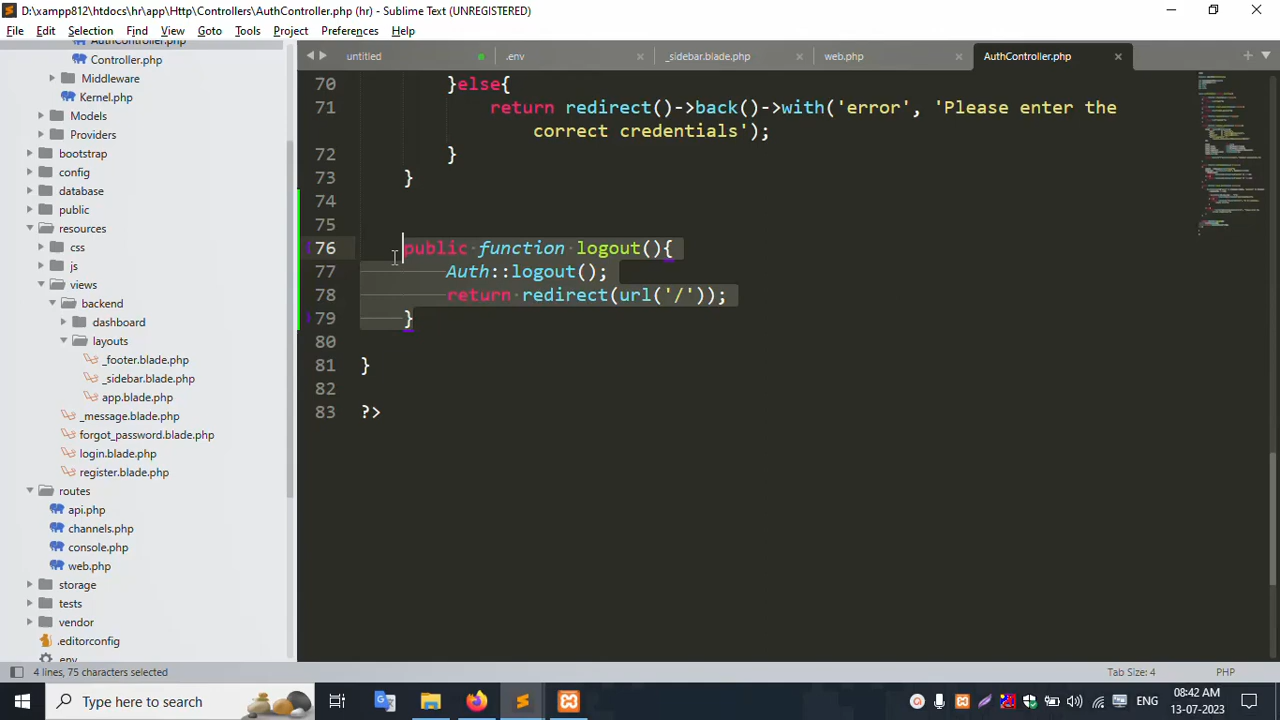 D:\xampp812\htdocs\hr\app\Http\Controllers\AuthController.php (hr) - Sublime Text (UNREGISTERED)
File Edit Selection Find View Goto Tools Project Preferences Help
AuthController.php
Controller.php
Middleware
Kernel.php
Models
Providers
bootstrap
config
database
public
resources
css
js
views
backend
dashboard
layouts
_footer.blade.php
_sidebar.blade.php
app.blade.php
_message.blade.php
forgot_password.blade.php
login.blade.php
register.blade.php
routes
api.php
channels.php
console.php
web.php
storage
tests
vendor
.editorconfig
.env
untitled .env _sidebar.blade.php web.php AuthController.php
70 }else{
71 return redirect()->back()->with('error', 'Please enter the
correct credentials');
72 }
73 }
74
75
76 public function logout(){
77 Auth::logout();
78 return redirect(url('/'));
79 }
80
81 }
82
83 ?>
4 lines, 75 characters selected Tab Size: 4 PHP
Type here to search ENG 08:42 AM
13-07-2023